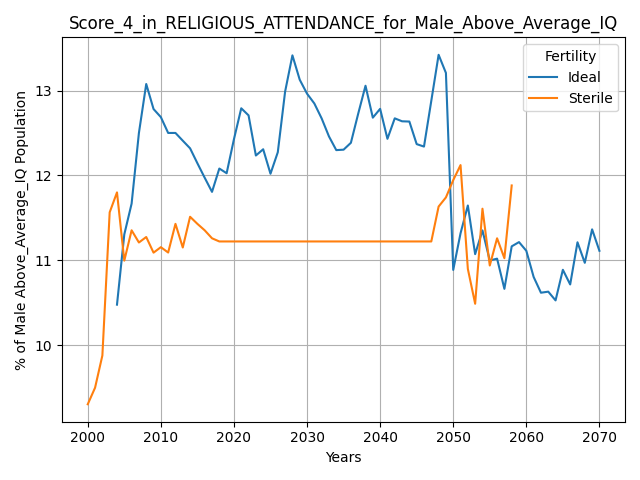 Score_4_in_RELIGIOUS_ATTENDANCE_for_Male_Above_Average_IQ
% of Male Above_Average_IQ Population
13
12
11
10
Fertility
Ideal
Sterile
2000 2010 2020 2030 2040 2050 2060 2070
Years